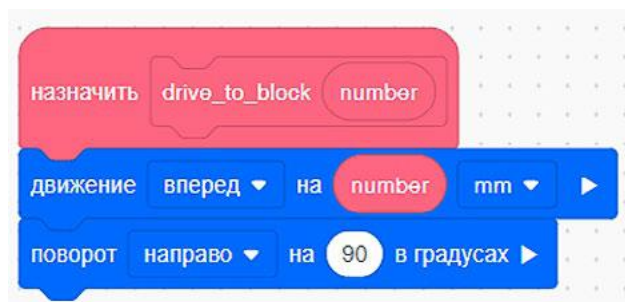 назначить drive_to_block number
движение вперед на number mm
поворот направо на 90 в градусах